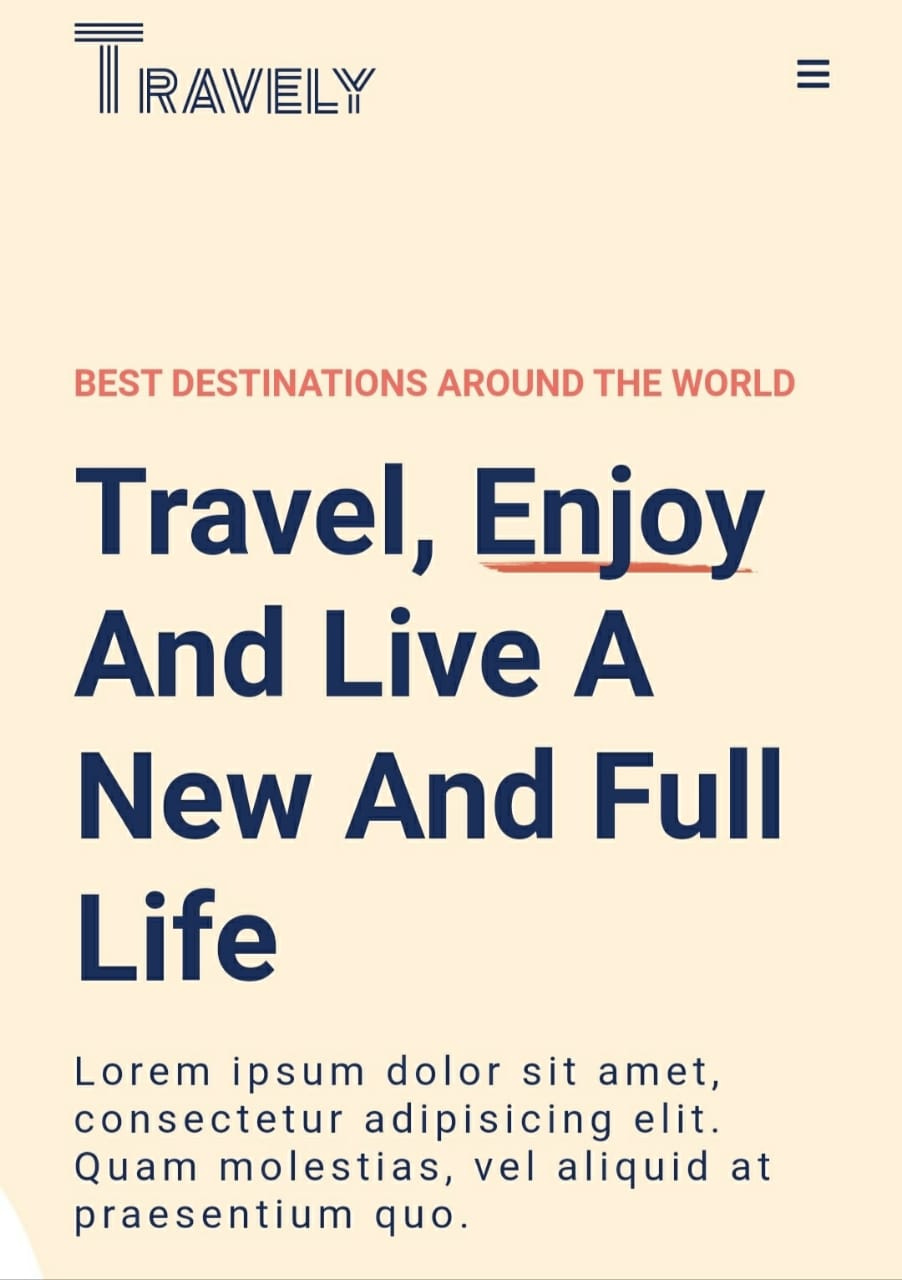 TRAVELY
BEST DESTINATIONS AROUND THE WORLD
Travel, Enjoy
And Live A
New And Full
Life
Lorem ipsum dolor sit amet,
consectetur adipisicing elit.
Quam molestias, vel aliquid at
praesentium quo.